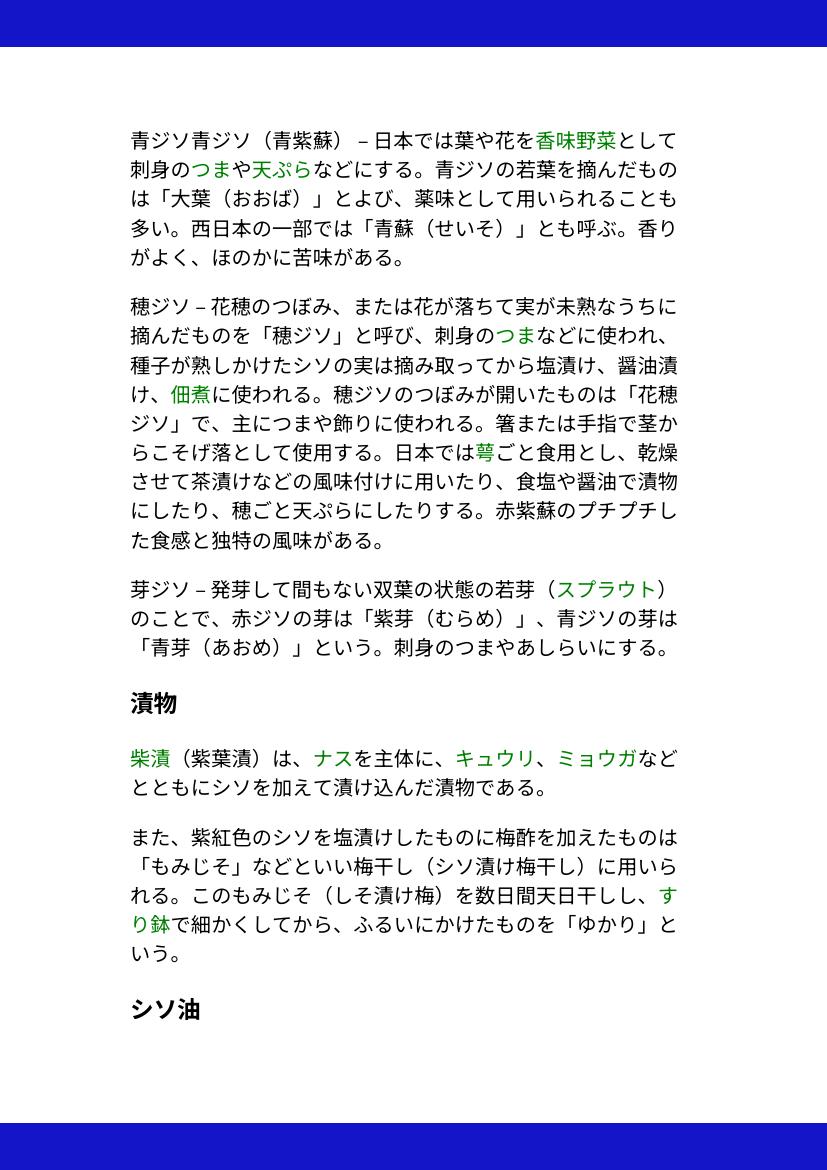 青ジソ青ジソ（青紫蘇） – 日本では葉や花を香味野菜として
刺身のつまや天ぷらなどにする。青ジソの若葉を摘んだもの
は「大葉（おおば）」とよび、薬味として用いられることも
多い。西日本の一部では「青蘇（せいそ）」とも呼ぶ。香り
がよく、ほのかに苦味がある。
穂ジソ – 花穂のつぼみ、または花が落ちて実が未熟なうちに
摘んだものを「穂ジソ」と呼び、刺身のつまなどに使われ、
種子が熟しかけたシソの実は摘み取ってから塩漬け、醤油漬
け、佃煮に使われる。穂ジソのつぼみが開いたものは「花穂
ジソ」で、主につまや飾りに使われる。箸または手指で茎か
らこそげ落として使用する。日本では萼ごと食用とし、乾燥
させて茶漬けなどの風味付けに用いたり、食塩や醤油で漬物
にしたり、穂ごと天ぷらにしたりする。赤紫蘇のプチプチし
た食感と独特の風味がある。
芽ジソ – 発芽して間もない双葉の状態の若芽（スプラウト）
のことで、赤ジソの芽は「紫芽（むらめ）」、青ジソの芽は
「青芽（あおめ）」という。刺身のつまやあしらいにする。
漬物
柴漬（紫葉漬）は、ナスを主体に、キュウリ、ミョウガなど
とともにシソを加えて漬け込んだ漬物である。
また、紫紅色のシソを塩漬けしたものに梅酢を加えたものは
「もみじそ」などといい梅干し（シソ漬け梅干し）に用いら
れる。このもみじそ（しそ漬け梅）を数日間天日干しし、す
り鉢で細かくしてから、ふるいにかけたものを「ゆかり」と
いう。
シソ油